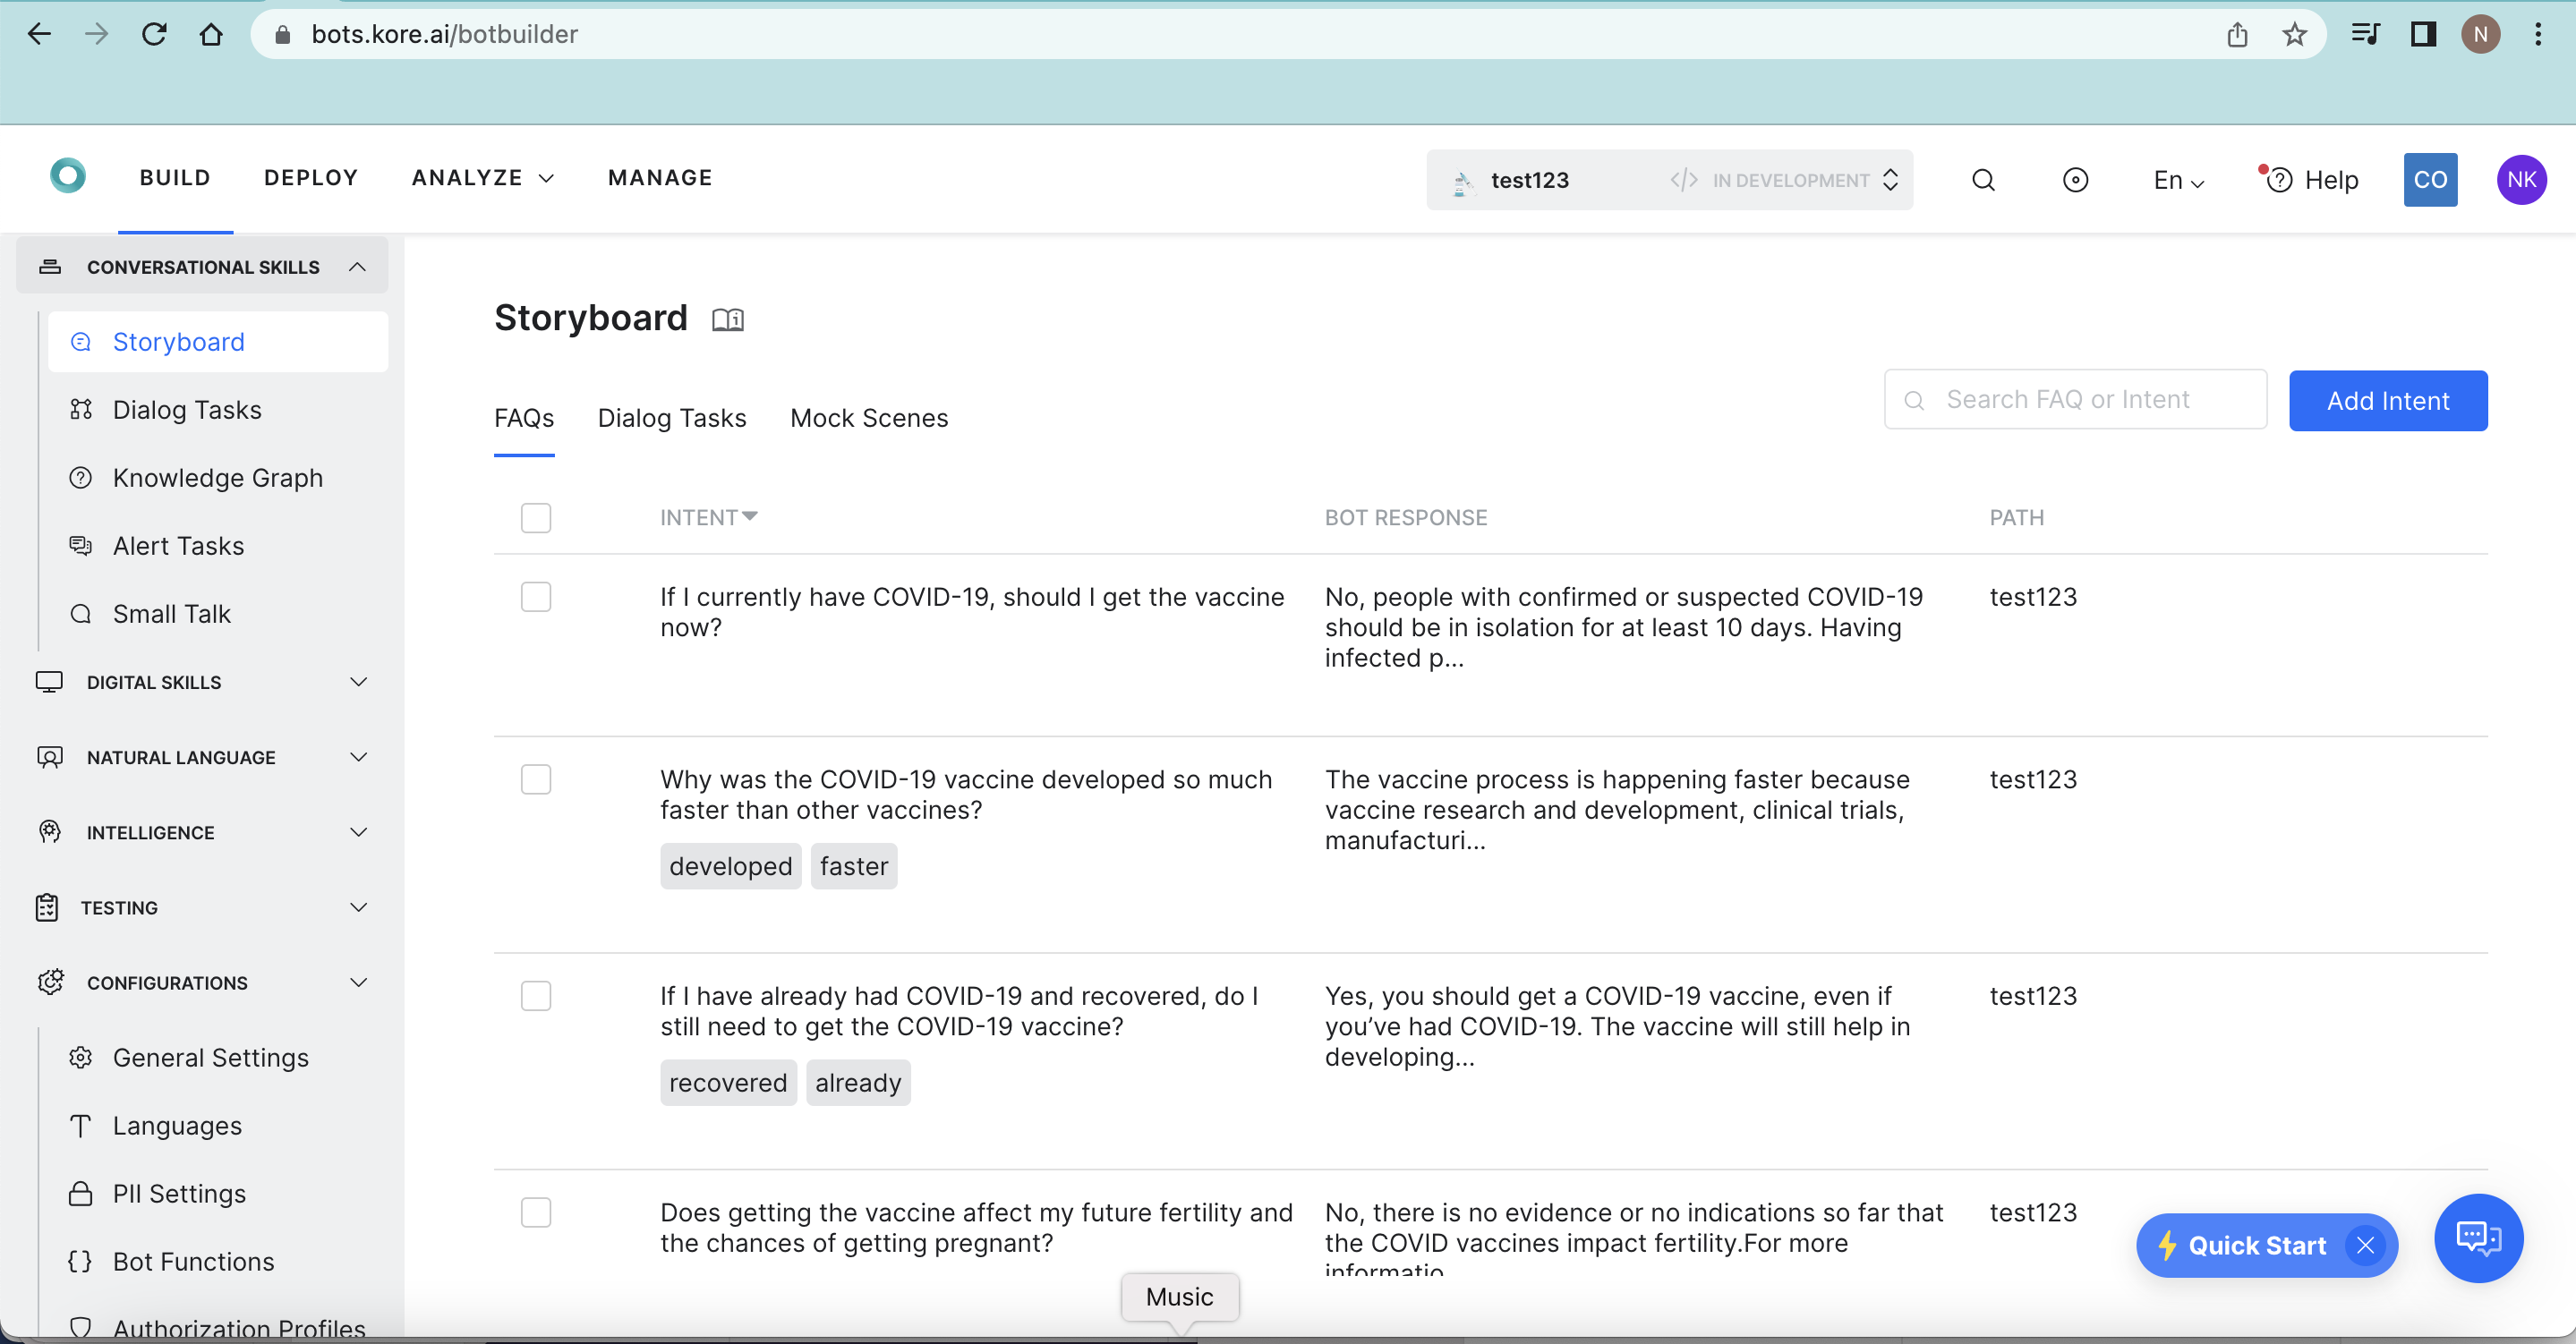 bots.kore.ai/botbuilder
N
BUILD
DEPLOY
ANALYZE
MANAGE
test123
</> IN DEVELOPMENT
En
Help
CO
NK
CONVERSATIONAL SKILLS
Storyboard
Dialog Tasks
Knowledge Graph
Alert Tasks
Small Talk
DIGITAL SKILLS
NATURAL LANGUAGE
INTELLIGENCE
TESTING
CONFIGURATIONS
General Settings
Languages
PII Settings
Bot Functions
Authorization Profiles
Storyboard
FAQs
Dialog Tasks
Mock Scenes
Search FAQ or Intent
Add Intent
INTENT
BOT RESPONSE
PATH
If I currently have COVID-19, should I get the vaccine
now?
No, people with confirmed or suspected COVID-19
should be in isolation for at least 10 days. Having
infected p...
test123
Why was the COVID-19 vaccine developed so much
faster than other vaccines?
developed faster
The vaccine process is happening faster because
vaccine research and development, clinical trials,
manufacturi...
test123
If I have already had COVID-19 and recovered, do I
still need to get the COVID-19 vaccine?
recovered already
Yes, you should get a COVID-19 vaccine, even if
you’ve had COVID-19. The vaccine will still help in
developing...
test123
Does getting the vaccine affect my future fertility and
the chances of getting pregnant?
No, there is no evidence or no indications so far that
the COVID vaccines impact fertility.For more
informatio
test123
Quick Start
Music